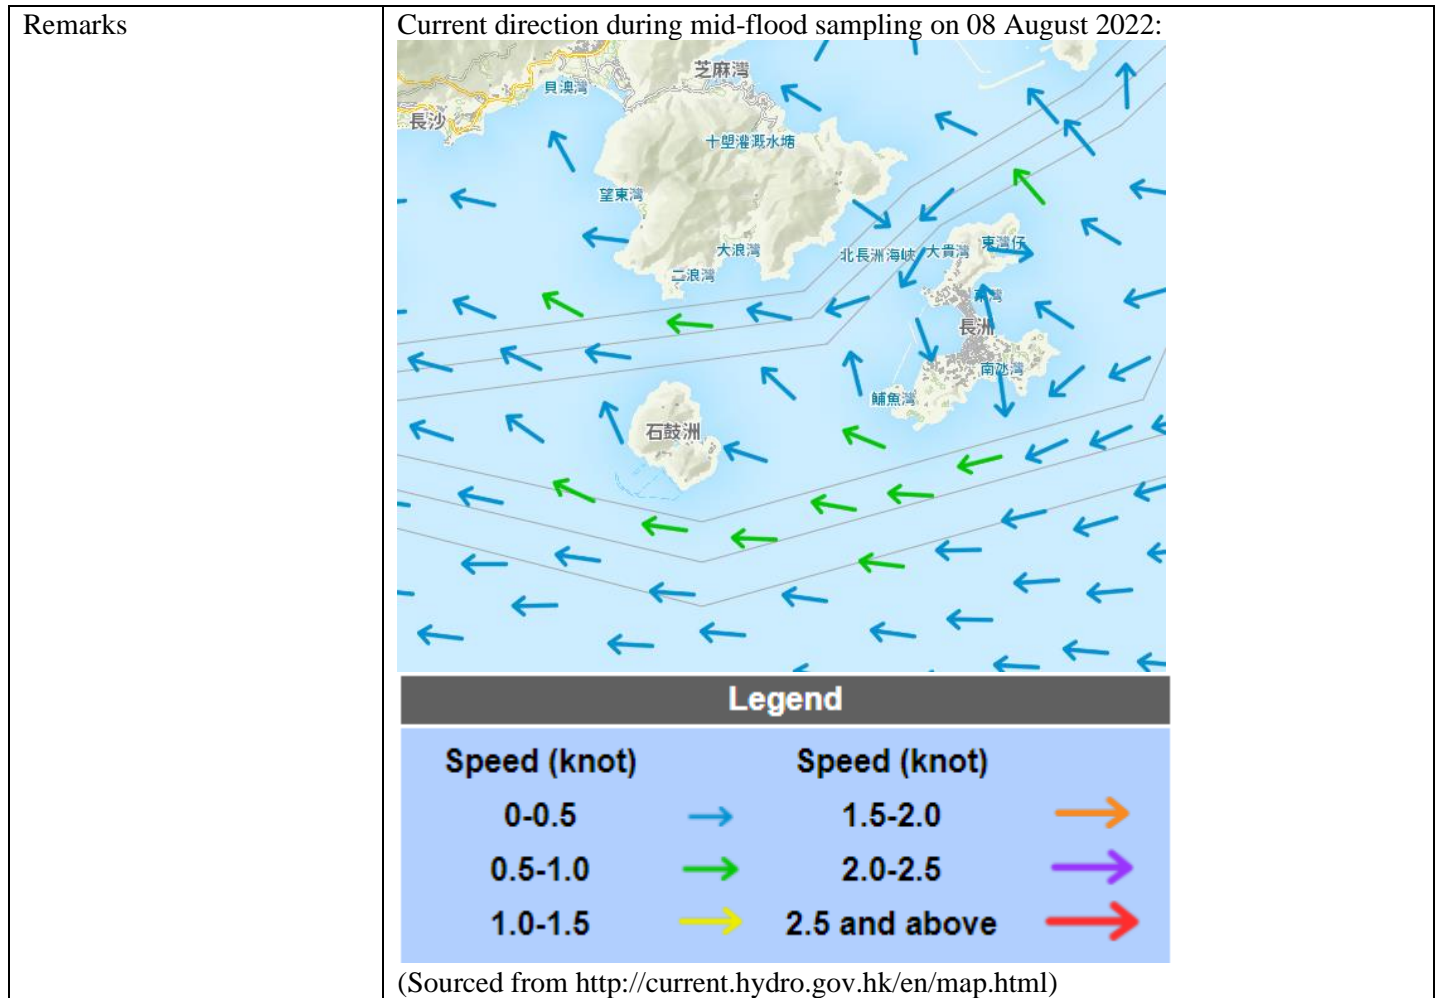 Remarks
Current direction during mid-flood sampling on 08 August 2022:
芝麻灣
貝澳灣
長沙
十塱灌溉水塘
望東灣
大浪灣
二浪灣
北長洲海峽
大貴灣
東灣仔
長洲
南氹灣
鮑魚灣
石鼓洲
Legend
Speed (knot) Speed (knot)
0-0.5 1.5-2.0
0.5-1.0 2.0-2.5
1.0-1.5 2.5 and above
(Sourced from http://current.hydro.gov.hk/en/map.html)